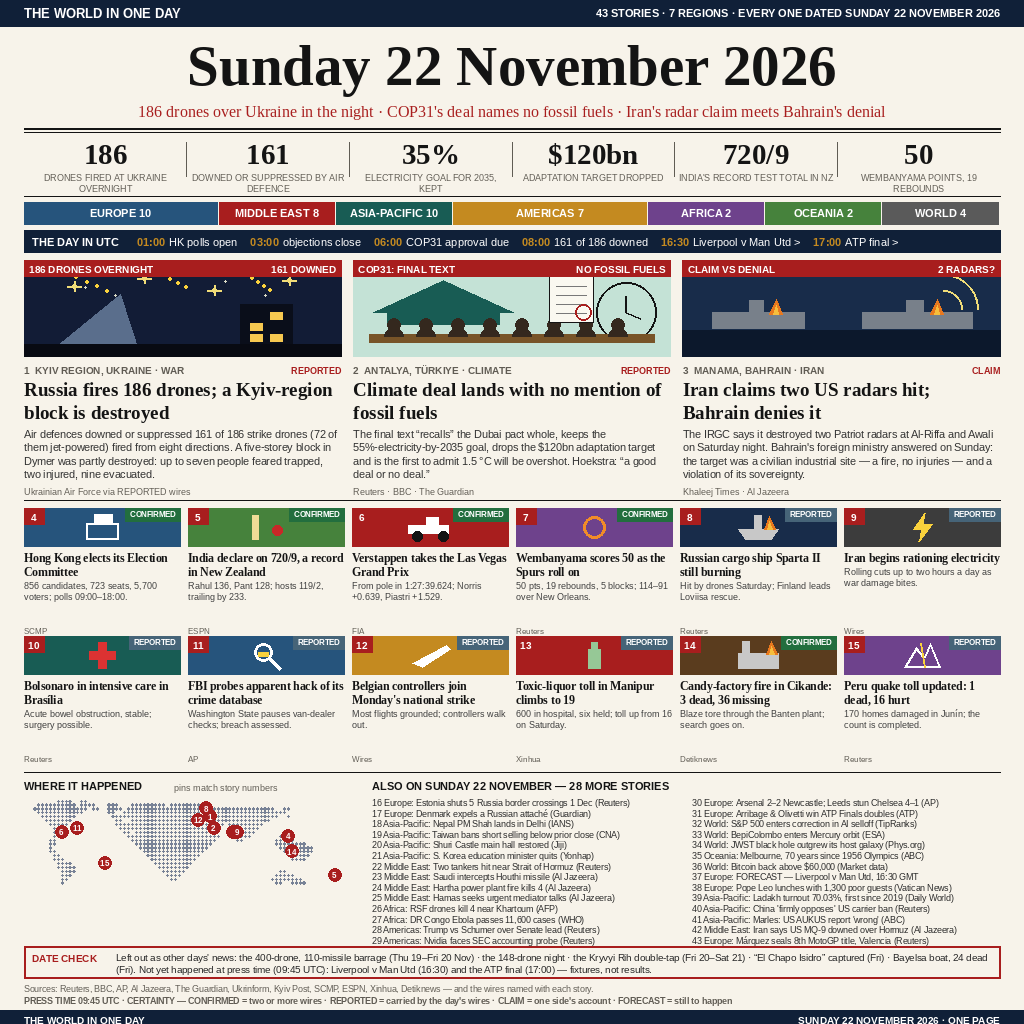 THE WORLD IN ONE DAY
43 STORIES · 7 REGIONS · EVERY ONE DATED SUNDAY 22 NOVEMBER 2026
Sunday 22 November 2026
186 drones over Ukraine in the night · COP31's deal names no fossil fuels · Iran's radar claim meets Bahrain's denial
186
DRONES FIRED AT UKRAINE
OVERNIGHT
161
DOWNED OR SUPPRESSED BY AIR
DEFENCE
35%
ELECTRICITY GOAL FOR 2035,
KEPT
$120bn
ADAPTATION TARGET DROPPED
720/9
INDIA'S RECORD TEST TOTAL IN NZ
50
WEMBANYAMA POINTS, 19
REBOUNDS
EUROPE 10
MIDDLE EAST 8
ASIA-PACIFIC 10
AMERICAS 7
AFRICA 2
OCEANIA 2
WORLD 4
THE DAY IN UTC 01:00 HK polls open 03:00 objections close 06:00 COP31 approval due 08:00 161 of 186 downed 16:30 Liverpool v Man Utd > 17:00 ATP final >
186 DRONES OVERNIGHT 161 DOWNED
1 KYIV REGION, UKRAINE · WAR REPORTED
Russia fires 186 drones; a Kyiv-region
block is destroyed
Air defences downed or suppressed 161 of 186 strike drones (72 of
them jet-powered) fired from eight directions. A five-storey block in
Dymer was partly destroyed: up to seven people feared trapped,
two injured, nine evacuated.
Ukrainian Air Force via REPORTED wires
COP31: FINAL TEXT NO FOSSIL FUELS
2 ANTALYA, TÜRKIYE · CLIMATE REPORTED
Climate deal lands with no mention of
fossil fuels
The final text “recalls” the Dubai pact whole, keeps the
55%-electricity-by-2035 goal, drops the $120bn adaptation target
and is the first to admit 1.5 °C will be overshot. Hoekstra: “a good
deal or no deal.”
Reuters · BBC · The Guardian
CLAIM VS DENIAL 2 RADARS?
3 MANAMA, BAHRAIN · IRAN CLAIM
Iran claims two US radars hit;
Bahrain denies it
The IRGC says it destroyed two Patriot radars at Al-Riffa and Awali
on Saturday night. Bahrain's foreign ministry answered on Sunday:
the target was a civilian industrial site — a fire, no injuries — and a
violation of its sovereignty.
Khaleej Times · Al Jazeera
4 CONFIRMED
Hong Kong elects its Election
Committee
856 candidates, 723 seats, 5,700
voters; polls 09:00–18:00.
SCMP
5 CONFIRMED
India declare on 720/9, a record
in New Zealand
Rahul 136, Pant 128; hosts 119/2,
trailing by 233.
ESPN
6 CONFIRMED
Verstappen takes the Las Vegas
Grand Prix
From pole in 1:27:39.624; Norris
+0.639, Piastri +1.529.
FIA
7 CONFIRMED
Wembanyama scores 50 as the
Spurs roll on
50 pts, 19 rebounds, 5 blocks; 114–91
over New Orleans.
Reuters
8 REPORTED
Russian cargo ship Sparta II
still burning
Hit by drones Saturday; Finland leads
Loviisa rescue.
Reuters
9 REPORTED
Iran begins rationing electricity
Rolling cuts up to two hours a day as
war damage bites.
Wires
10 REPORTED
Bolsonaro in intensive care in
Brasília
Acute bowel obstruction, stable;
surgery possible.
Reuters
11 REPORTED
FBI probes apparent hack of its
crime database
Washington State pauses van-dealer
checks; breach assessed.
AP
12 REPORTED
Belgian controllers join
Monday's national strike
Most flights grounded; controllers walk
out.
Wires
13 REPORTED
Toxic-liquor toll in Manipur
climbs to 19
600 in hospital, six held; toll up from 16
on Saturday.
Xinhua
14 CONFIRMED
Candy-factory fire in Cikande:
3 dead, 36 missing
Blaze tore through the Banten plant;
search goes on.
Detiknews
15 REPORTED
Peru quake toll updated: 1
dead, 16 hurt
170 homes damaged in Junín; the
count is completed.
Reuters
WHERE IT HAPPENED pins match story numbers
6
11
15
8
1
12
2
9
4
14
5
ALSO ON SUNDAY 22 NOVEMBER — 28 MORE STORIES
16 Europe: Estonia shuts 5 Russia border crossings 1 Dec (Reuters)
17 Europe: Denmark expels a Russian attaché (Guardian)
18 Asia-Pacific: Nepal PM Shah lands in Delhi (IANS)
19 Asia-Pacific: Taiwan bans short selling below prior close (CNA)
20 Asia-Pacific: Shuri Castle main hall restored (Jiji)
21 Asia-Pacific: S. Korea education minister quits (Yonhap)
22 Middle East: Two tankers hit near Strait of Hormuz (Reuters)
23 Middle East: Saudi intercepts Houthi missile (Al Jazeera)
24 Middle East: Hartha power plant fire kills 4 (Al Jazeera)
25 Middle East: Hamas seeks urgent mediator talks (Al Jazeera)
26 Africa: RSF drones kill 4 near Khartoum (AFP)
27 Africa: DR Congo Ebola passes 11,600 cases (WHO)
28 Americas: Trump vs Schumer over Senate lead (Reuters)
29 Americas: Nvidia faces SEC accounting probe (Reuters)
30 Europe: Arsenal 2–2 Newcastle; Leeds stun Chelsea 4–1 (AP)
31 Europe: Arribage & Olivetti win ATP Finals doubles (ATP)
32 World: S&P 500 enters correction in AI selloff (TipRanks)
33 World: BepiColombo enters Mercury orbit (ESA)
34 World: JWST black hole outgrew its host galaxy (Phys.org)
35 Oceania: Melbourne, 70 years since 1956 Olympics (ABC)
36 World: Bitcoin back above $60,000 (Market data)
37 Europe: FORECAST — Liverpool v Man Utd, 16:30 GMT
38 Europe: Pope Leo lunches with 1,300 poor guests (Vatican News)
39 Asia-Pacific: Ladakh turnout 70.03%, first since 2019 (Daily World)
40 Asia-Pacific: China 'firmly opposes' US carrier ban (Reuters)
41 Asia-Pacific: Marles: US AUKUS report 'wrong' (ABC)
42 Middle East: Iran says US MQ-9 downed over Hormuz (Al Jazeera)
43 Europe: Márquez seals 8th MotoGP title, Valencia (Reuters)
DATE CHECK Left out as other days' news: the 400-drone, 110-missile barrage (Thu 19–Fri 20 Nov) · the 148-drone night · the Kryvyi Rih double-tap (Fri 20–Sat 21) · “El Chapo Isidro” captured (Fri) · Bayelsa boat, 24 dead
(Fri). Not yet happened at press time (09:45 UTC): Liverpool v Man Utd (16:30) and the ATP final (17:00) — fixtures, not results.
Sources: Reuters, BBC, AP, Al Jazeera, The Guardian, Ukrinform, Kyiv Post, SCMP, ESPN, Xinhua, Detiknews — and the wires named with each story.
PRESS TIME 09:45 UTC · CERTAINTY — CONFIRMED = two or more wires · REPORTED = carried by the day's wires · CLAIM = one side's account · FORECAST = still to happen
THE WORLD IN ONE DAY
SUNDAY 22 NOVEMBER 2026 · ONE PAGE